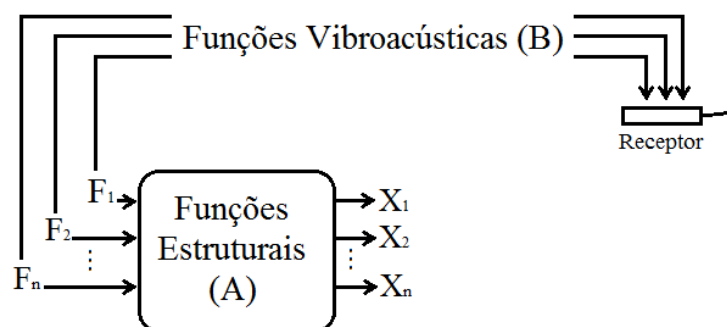 Funções Vibroacústicas (B)
Receptor
F₁
Funções
X₁
F₂
Estruturais
X₂
⋮
⋮
Fₙ
(A)
Xₙ